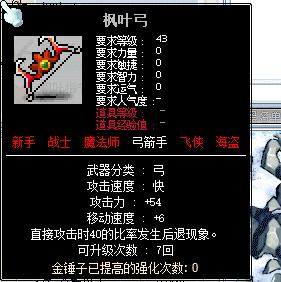 枫叶弓
要求等级 : 43
要求力量 : 0
要求敏捷 : 0
要求智力 : 0
要求运气 : 0
要求人气度 : -
道具等级 : -
道具经验值 : -
新手 战士 魔法师 弓箭手 飞侠 海盗
武器分类 : 弓
攻击速度 : 快
攻击力 : +54
移动速度 : +6
直接攻击时40的比率发生后退现象。
可升级次数 : 7回
金锤子已提高的强化次数: 0